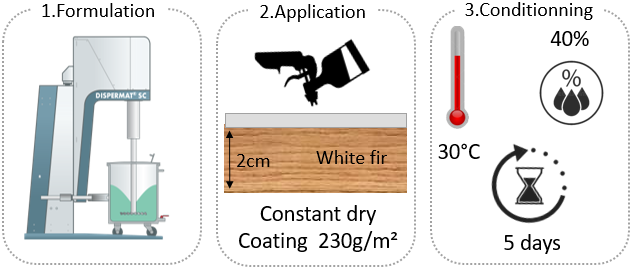 1.Formulation
DISPERMAT® SC
2.Application
2cm
White fir
Constant dry
Coating 230g/m²
3.Conditionning
40%
%
30°C
5 days